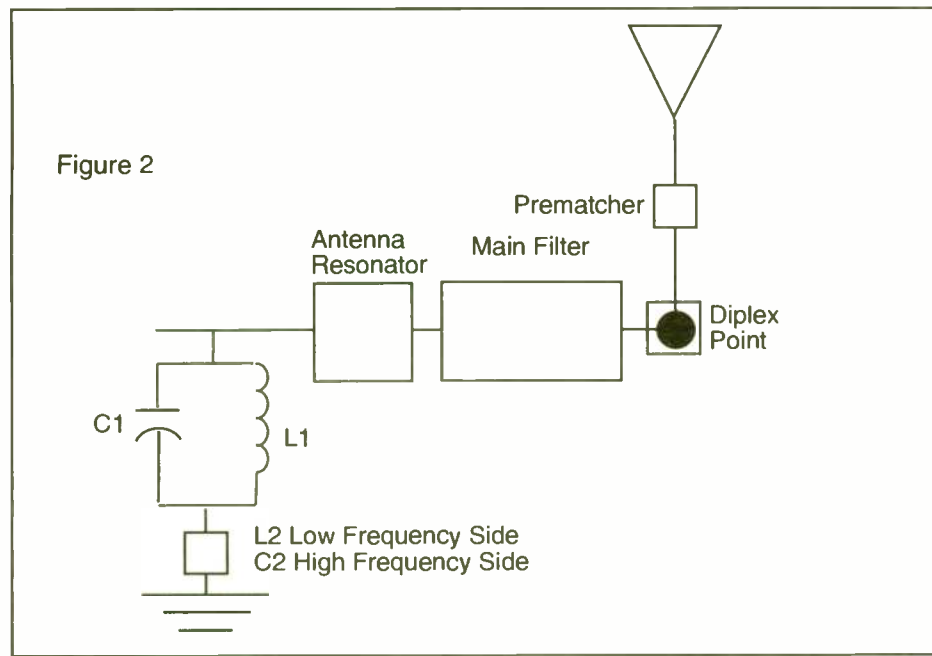 Figure 2
Prematcher
Antenna
Resonator
Main Filter
Diplex
Point
C1
L1
L2 Low Frequency Side
C2 High Frequency Side